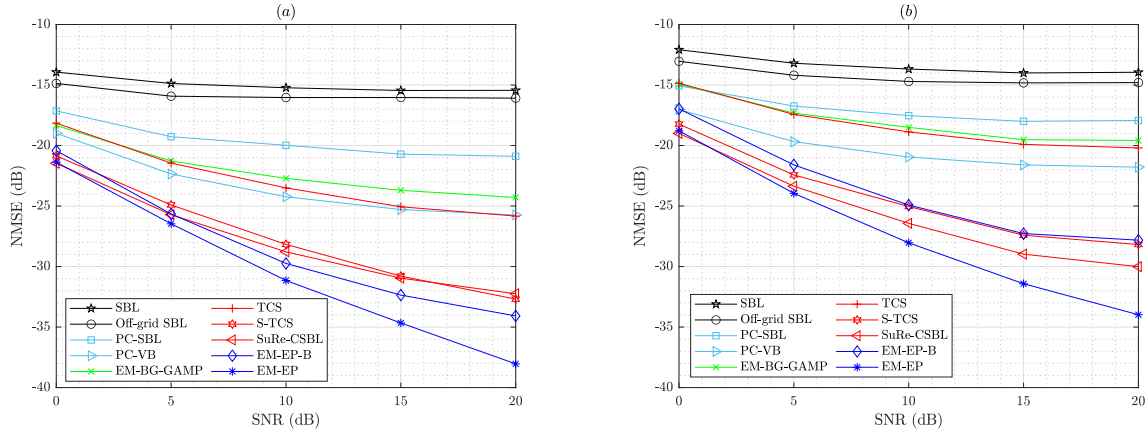 (a)
-10
-15
-20
-25
-30
-35
-40
NMSE (dB)
SBL
Off-grid SBL
PC-SBL
PC-VB
EM-BG-GAMP
TCS
S-TCS
SuRe-CSBL
EM-EP-B
EM-EP
0 5 10 15 20
SNR (dB)
(b)
-10
-15
-20
-25
-30
-35
-40
NMSE (dB)
SBL
Off-grid SBL
PC-SBL
PC-VB
EM-BG-GAMP
TCS
S-TCS
SuRe-CSBL
EM-EP-B
EM-EP
0 5 10 15 20
SNR (dB)